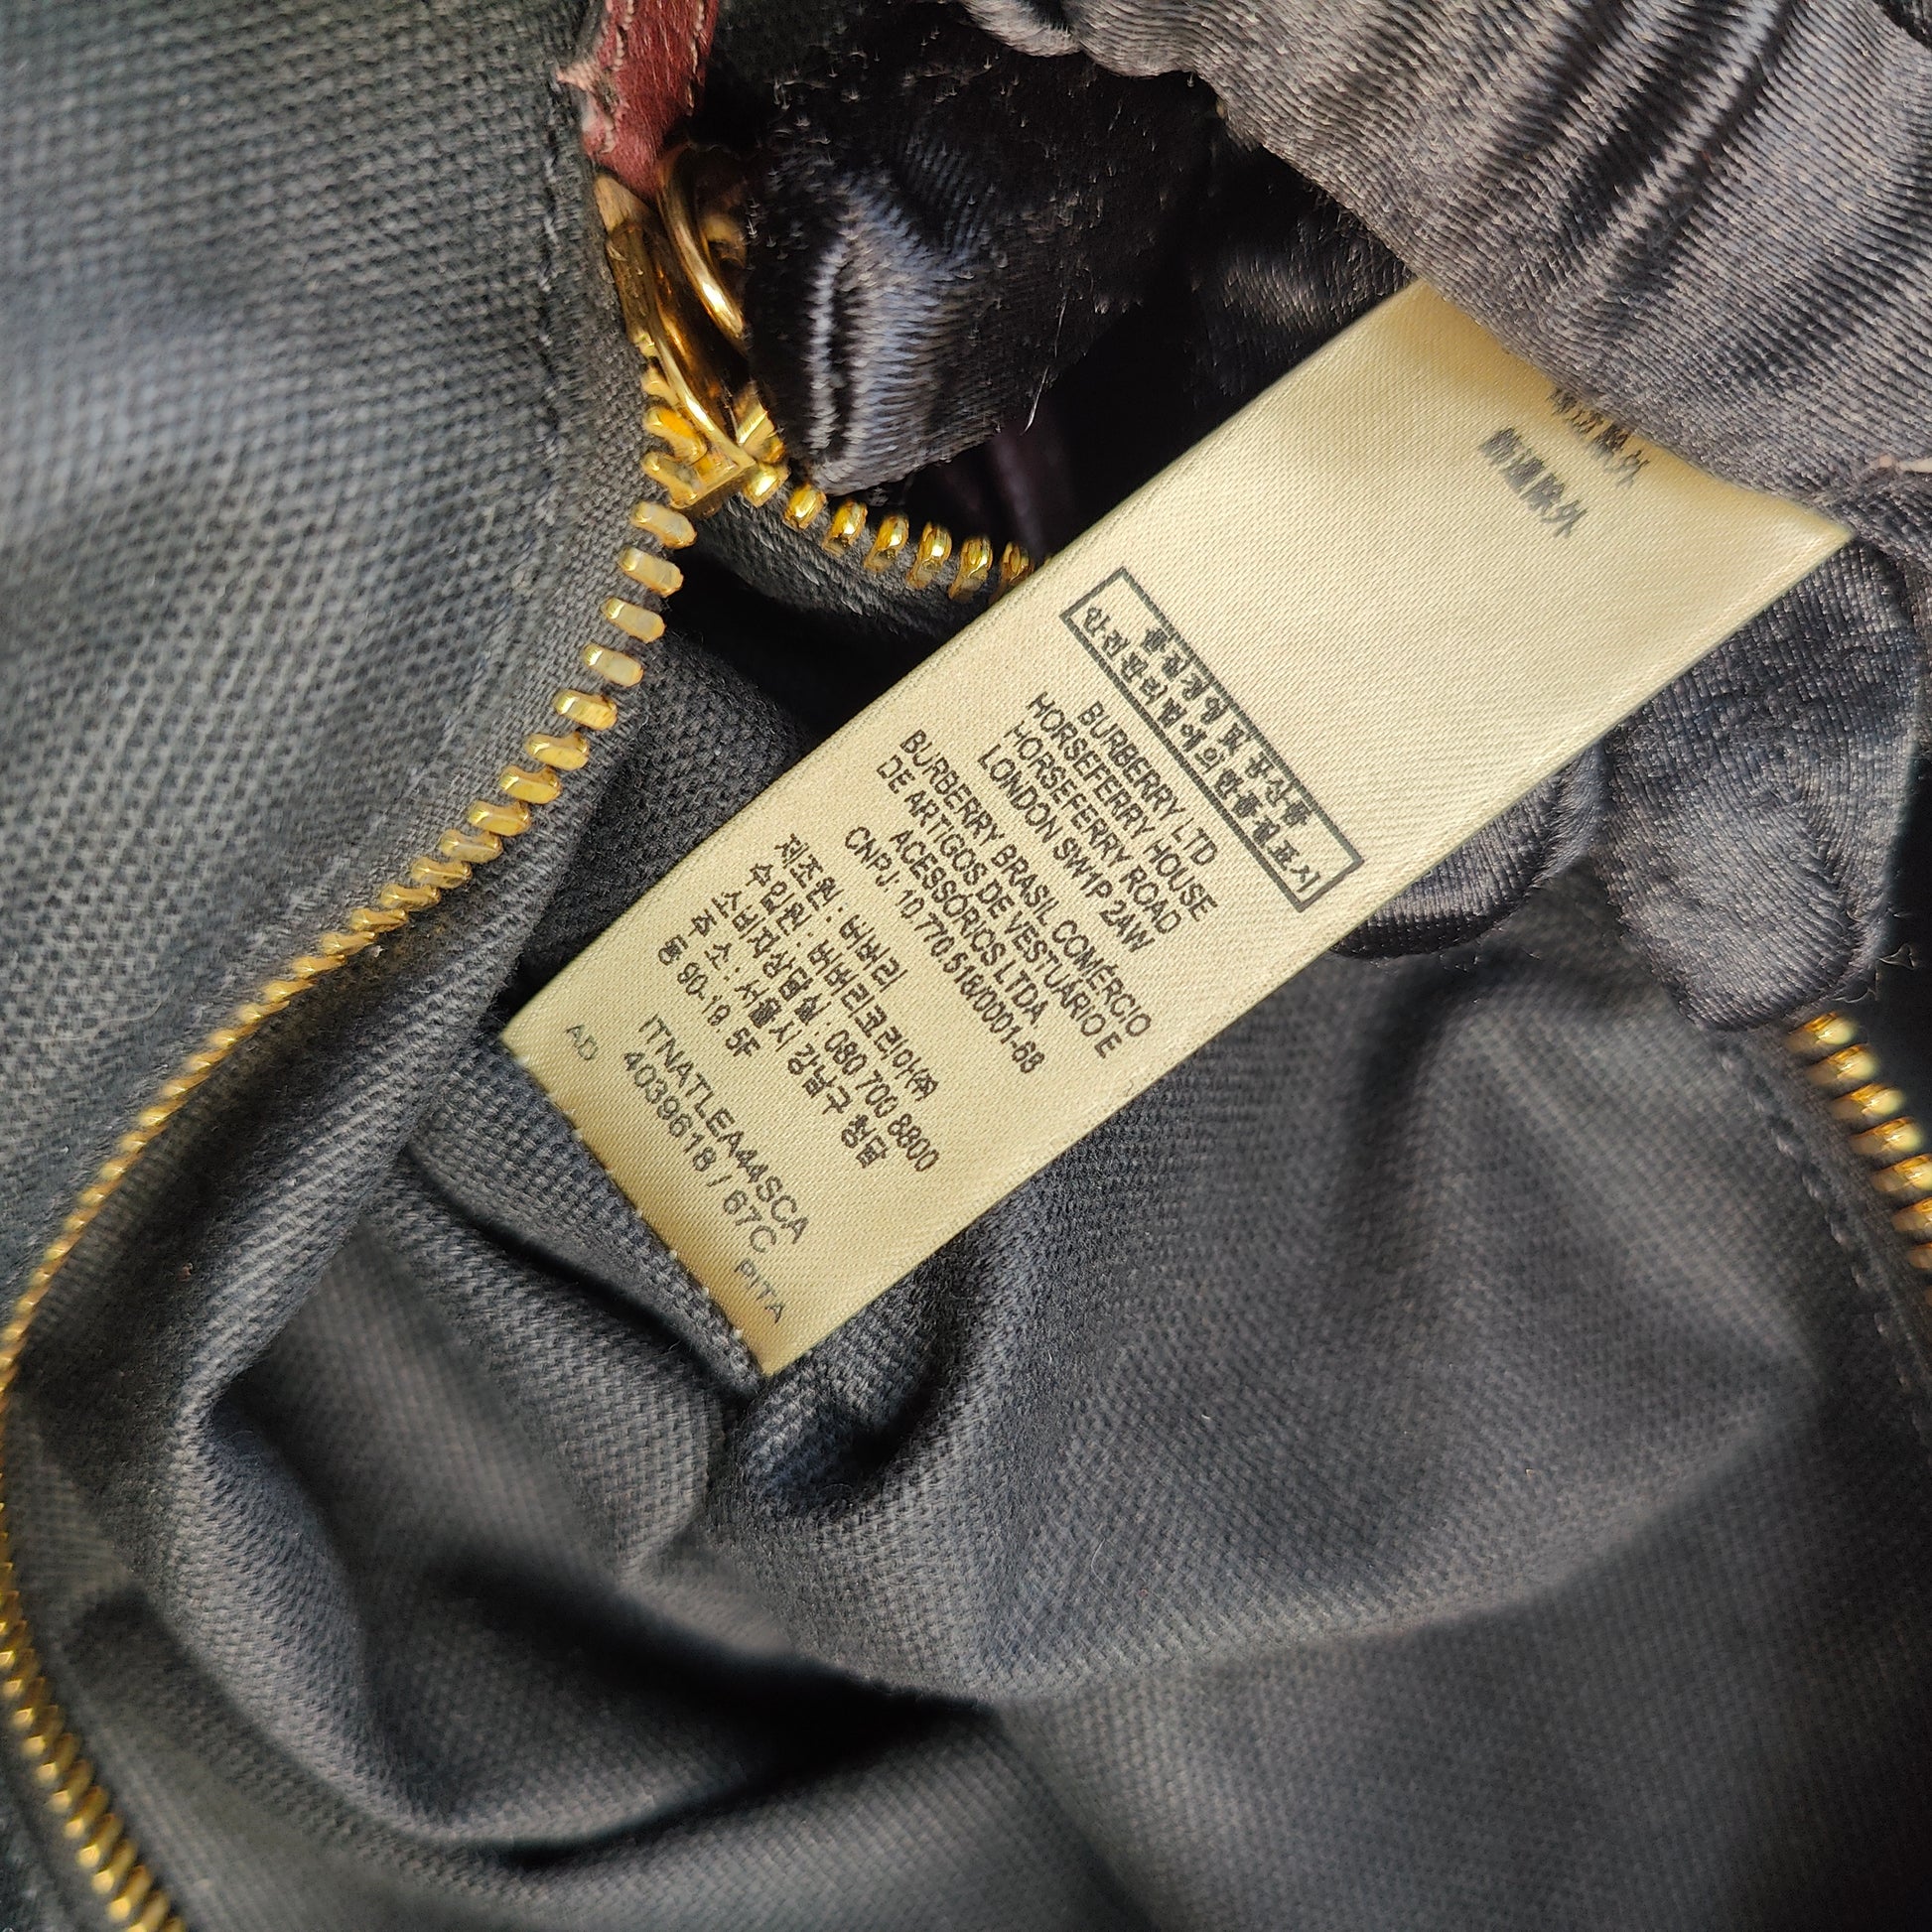 품질경영 및 공산품
안전관리법에 의한 품질표시
BURBERRY LTD
HORSEFERRY HOUSE
HORSEFERRY ROAD
LONDON SW1P 2AW
BURBERRY BRASIL COMÉRCIO
DE ARTIGOS DE VESTUÁRIO E
ACESSORIOS LTDA.
CNPJ: 10.770.518/0001-68
제조원 : 버버리
수입원 : 버버리코리아㈜
소비자상담실 : 080 700 8800
주 소 : 서울시 강남구 청담
동 90-19 5F
ITNATLEA44SCA
4039618 / 67C
AD PITA